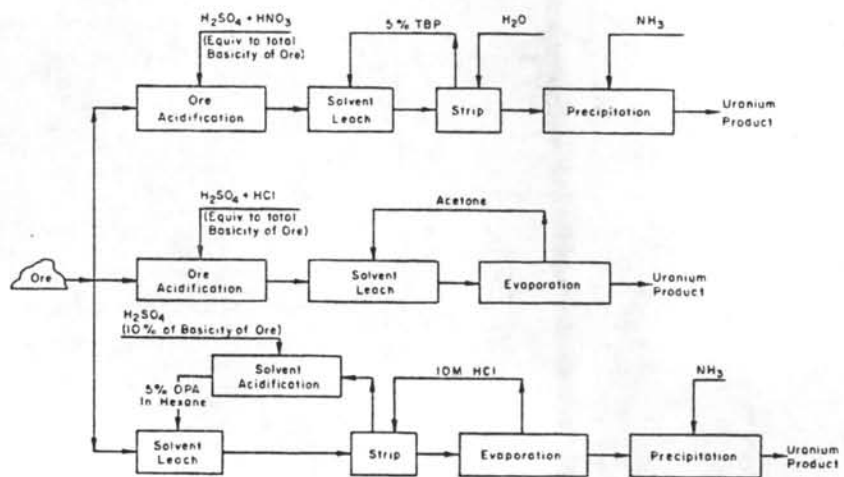 H₂SO₄ + HNO₃
(Equiv to total
Basicity of Ore)
5% TBP
H₂O
NH₃
Ore
Acidification
Solvent
Leach
Strip
Precipitation
Uranium
Product
H₂SO₄ + HCl
(Equiv to total
Basicity of Ore)
Acetone
Ore
Ore
Acidification
Solvent
Leach
Evaporation
Uranium
Product
H₂SO₄
(10% of Basicity of Ore)
Solvent
Acidification
5% OPA
In Hexane
10M HCl
NH₃
Solvent
Leach
Strip
Evaporation
Precipitation
Uranium
Product